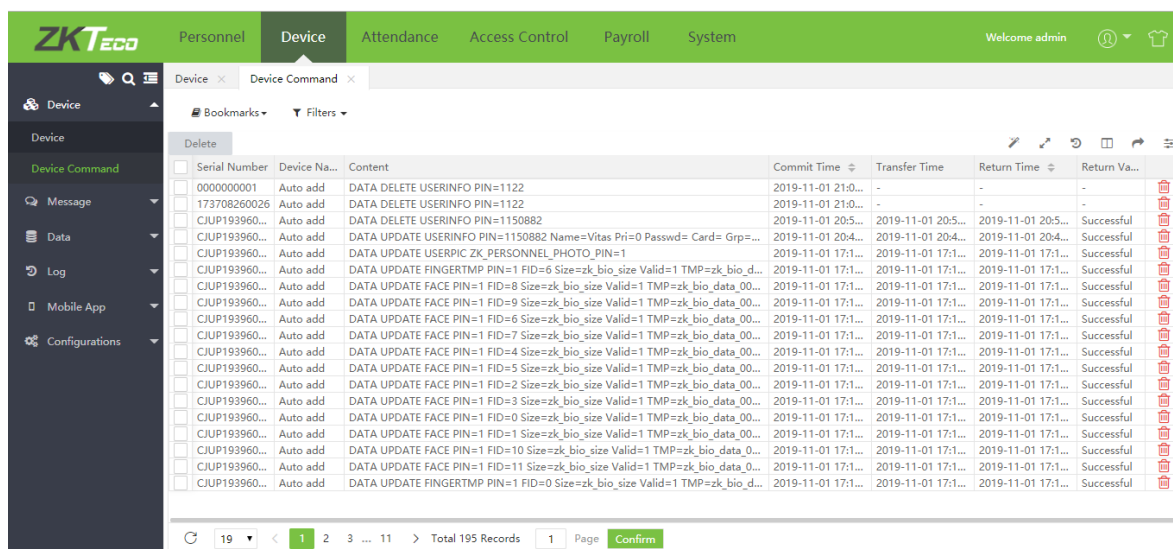 ZKTeco Personnel Device Attendance Access Control Payroll System Welcome admin
Device × Device Command ×
Device
Bookmarks Filters
Device
Delete
Device Command
Message
Data
Log
Mobile App
Configurations
Serial Number Device Na... Content Commit Time Transfer Time Return Time Return Va...
0000000001 Auto add DATA DELETE USERINFO PIN=1122 2019-11-01 21:0... - - -
173708260026 Auto add DATA DELETE USERINFO PIN=1122 2019-11-01 21:0... - - -
CJUP193960... Auto add DATA DELETE USERINFO PIN=1150882 2019-11-01 20:5... 2019-11-01 20:5... 2019-11-01 20:5... Successful
CJUP193960... Auto add DATA UPDATE USERINFO PIN=1150882 Name=Vitas Pri=0 Passwd= Card= Grp=... 2019-11-01 20:4... 2019-11-01 20:4... 2019-11-01 20:4... Successful
CJUP193960... Auto add DATA UPDATE USERPIC ZK_PERSONNEL_PHOTO_PIN=1 2019-11-01 17:1... 2019-11-01 17:1... 2019-11-01 17:1... Successful
CJUP193960... Auto add DATA UPDATE FINGERTMP PIN=1 FID=6 Size=zk_bio_size Valid=1 TMP=zk_bio_d... 2019-11-01 17:1... 2019-11-01 17:1... 2019-11-01 17:1... Successful
CJUP193960... Auto add DATA UPDATE FACE PIN=1 FID=8 Size=zk_bio_size Valid=1 TMP=zk_bio_data_00... 2019-11-01 17:1... 2019-11-01 17:1... 2019-11-01 17:1... Successful
CJUP193960... Auto add DATA UPDATE FACE PIN=1 FID=9 Size=zk_bio_size Valid=1 TMP=zk_bio_data_00... 2019-11-01 17:1... 2019-11-01 17:1... 2019-11-01 17:1... Successful
CJUP193960... Auto add DATA UPDATE FACE PIN=1 FID=6 Size=zk_bio_size Valid=1 TMP=zk_bio_data_00... 2019-11-01 17:1... 2019-11-01 17:1... 2019-11-01 17:1... Successful
CJUP193960... Auto add DATA UPDATE FACE PIN=1 FID=7 Size=zk_bio_size Valid=1 TMP=zk_bio_data_00... 2019-11-01 17:1... 2019-11-01 17:1... 2019-11-01 17:1... Successful
CJUP193960... Auto add DATA UPDATE FACE PIN=1 FID=4 Size=zk_bio_size Valid=1 TMP=zk_bio_data_00... 2019-11-01 17:1... 2019-11-01 17:1... 2019-11-01 17:1... Successful
CJUP193960... Auto add DATA UPDATE FACE PIN=1 FID=5 Size=zk_bio_size Valid=1 TMP=zk_bio_data_00... 2019-11-01 17:1... 2019-11-01 17:1... 2019-11-01 17:1... Successful
CJUP193960... Auto add DATA UPDATE FACE PIN=1 FID=2 Size=zk_bio_size Valid=1 TMP=zk_bio_data_00... 2019-11-01 17:1... 2019-11-01 17:1... 2019-11-01 17:1... Successful
CJUP193960... Auto add DATA UPDATE FACE PIN=1 FID=3 Size=zk_bio_size Valid=1 TMP=zk_bio_data_00... 2019-11-01 17:1... 2019-11-01 17:1... 2019-11-01 17:1... Successful
CJUP193960... Auto add DATA UPDATE FACE PIN=1 FID=0 Size=zk_bio_size Valid=1 TMP=zk_bio_data_00... 2019-11-01 17:1... 2019-11-01 17:1... 2019-11-01 17:1... Successful
CJUP193960... Auto add DATA UPDATE FACE PIN=1 FID=1 Size=zk_bio_size Valid=1 TMP=zk_bio_data_00... 2019-11-01 17:1... 2019-11-01 17:1... 2019-11-01 17:1... Successful
CJUP193960... Auto add DATA UPDATE FACE PIN=1 FID=10 Size=zk_bio_size Valid=1 TMP=zk_bio_data_0... 2019-11-01 17:1... 2019-11-01 17:1... 2019-11-01 17:1... Successful
CJUP193960... Auto add DATA UPDATE FACE PIN=1 FID=11 Size=zk_bio_size Valid=1 TMP=zk_bio_data_0... 2019-11-01 17:1... 2019-11-01 17:1... 2019-11-01 17:1... Successful
CJUP193960... Auto add DATA UPDATE FINGERTMP PIN=1 FID=0 Size=zk_bio_size Valid=1 TMP=zk_bio_d... 2019-11-01 17:1... 2019-11-01 17:1... 2019-11-01 17:1... Successful
19 < 1 2 3 ... 11 > Total 195 Records 1 Page Confirm